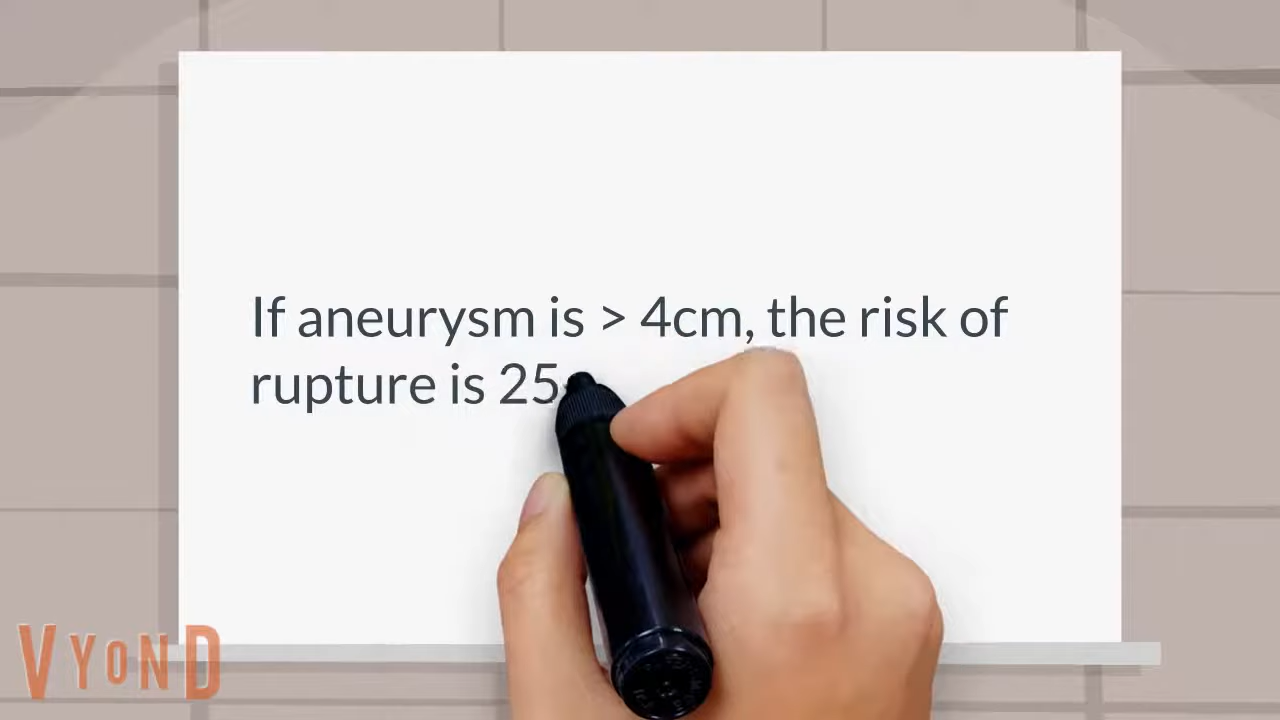 If aneurysm is > 4cm, the risk of
rupture is 25
VYOND